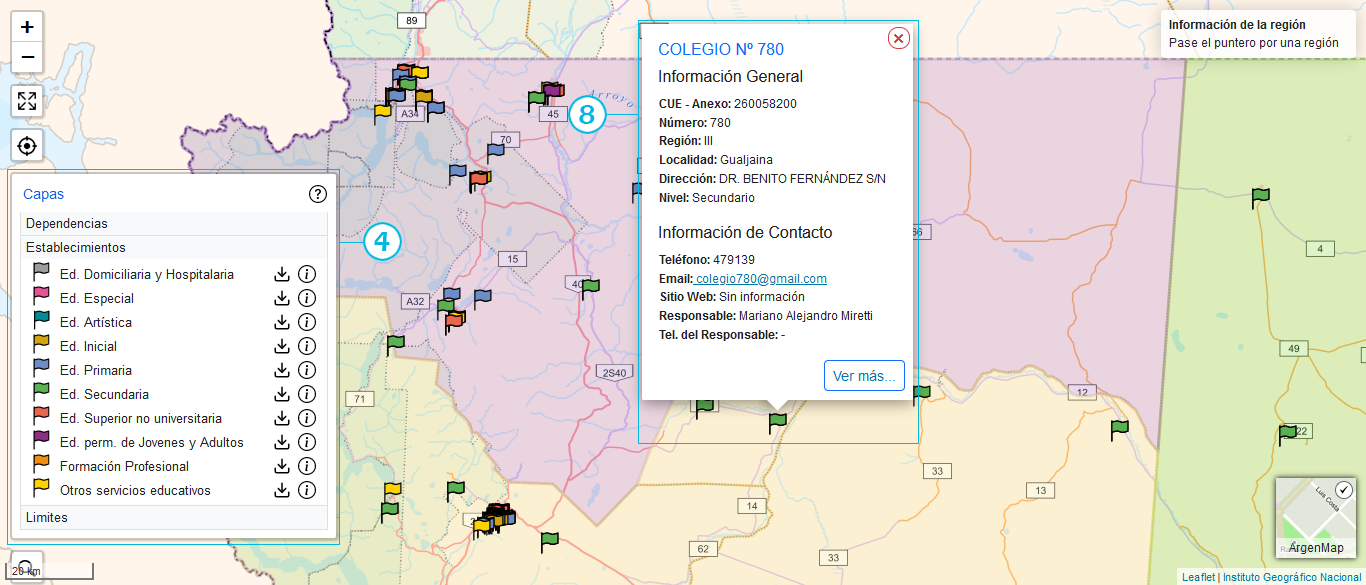 +
−
89
Información de la región
Pase el puntero por una región
COLEGIO Nº 780
Información General
CUE - Anexo: 260058200
Número: 780
Región: III
Localidad: Gualjaina
Dirección: DR. BENITO FERNÁNDEZ S/N
Nivel: Secundario
Información de Contacto
Teléfono: 479139
Email: colegio780@gmail.com
Sitio Web: Sin información
Responsable: Mariano Alejandro Miretti
Tel. del Responsable: -
Ver más...
Arroyo
8
A34
45
70
Capas
?
Dependencias
Establecimientos
Ed. Domiciliaria y Hospitalaria
Ed. Especial
Ed. Artística
Ed. Inicial
Ed. Primaria
Ed. Secundaria
Ed. Superior no universitaria
Ed. perm. de Jovenes y Adultos
Formación Profesional
Otros servicios educativos
Limites
4
15
40
A32
66
4
2S40
49
71
12
22
33
13
14
62
33
Luis Costa
ArgenMap
20 km
Leaflet | Instituto Geográfico Nacional